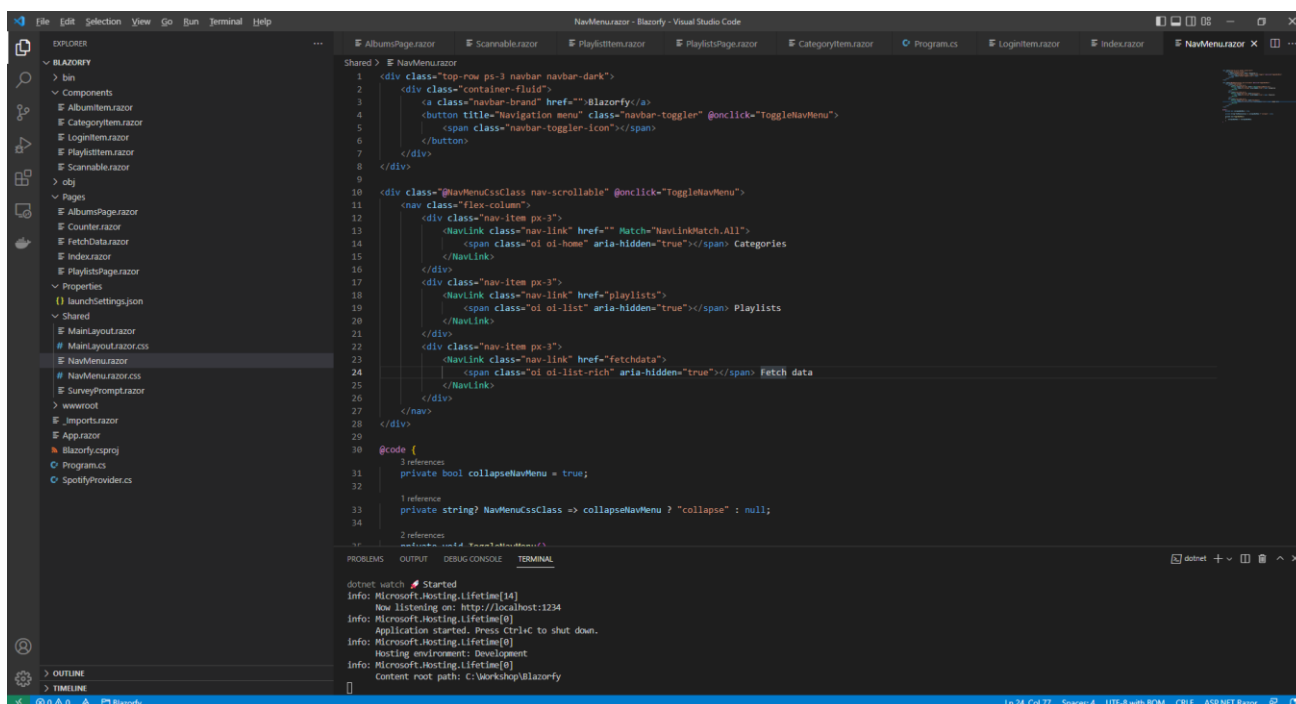 File Edit Selection View Go Run Terminal Help
NavMenu.razor - Blazorfy - Visual Studio Code
EXPLORER
BLAZORFY
bin
Components
AlbumItem.razor
CategoryItem.razor
LoginItem.razor
PlaylistItem.razor
Scannable.razor
obj
Pages
AlbumsPage.razor
Counter.razor
FetchData.razor
Index.razor
PlaylistsPage.razor
Properties
launchSettings.json
Shared
MainLayout.razor
MainLayout.razor.css
NavMenu.razor
NavMenu.razor.css
SurveyPrompt.razor
wwwroot
_Imports.razor
App.razor
Blazorfy.csproj
Program.cs
SpotifyProvider.cs
OUTLINE
TIMELINE
AlbumsPage.razor Scannable.razor PlaylistItem.razor PlaylistsPage.razor CategoryItem.razor Program.cs LoginItem.razor Index.razor NavMenu.razor
Shared > NavMenu.razor
1 <div class="top-row ps-3 navbar navbar-dark">
2 <div class="container-fluid">
3 <a class="navbar-brand" href="">Blazorfy</a>
4 <button title="Navigation menu" class="navbar-toggler" @onclick="ToggleNavMenu">
5 <span class="navbar-toggler-icon"></span>
6 </button>
7 </div>
8 </div>
9
10 <div class="@NavMenuCssClass nav-scrollable" @onclick="ToggleNavMenu">
11 <nav class="flex-column">
12 <div class="nav-item px-3">
13 <NavLink class="nav-link" href="" Match="NavLinkMatch.All">
14 <span class="oi oi-home" aria-hidden="true"></span> Categories
15 </NavLink>
16 </div>
17 <div class="nav-item px-3">
18 <NavLink class="nav-link" href="playlists">
19 <span class="oi oi-list" aria-hidden="true"></span> Playlists
20 </NavLink>
21 </div>
22 <div class="nav-item px-3">
23 <NavLink class="nav-link" href="fetchdata">
24 <span class="oi oi-list-rich" aria-hidden="true"></span> Fetch data
25 </NavLink>
26 </div>
27 </nav>
28 </div>
29
30 @code {
3 references
31 private bool collapseNavMenu = true;
32
1 reference
33 private string? NavMenuCssClass => collapseNavMenu ? "collapse" : null;
34
2 references
35 private void ToggleNavMenu()
PROBLEMS OUTPUT DEBUG CONSOLE TERMINAL
dotnet
dotnet watch 🚀 Started
info: Microsoft.Hosting.Lifetime[14]
Now listening on: http://localhost:1234
info: Microsoft.Hosting.Lifetime[0]
Application started. Press Ctrl+C to shut down.
info: Microsoft.Hosting.Lifetime[0]
Hosting environment: Development
info: Microsoft.Hosting.Lifetime[0]
Content root path: C:\Workshop\Blazorfy
0 0 Blazorfy
Ln 24, Col 77 Spaces: 4 UTF-8 with BOM CRLF ASP.NET Razor